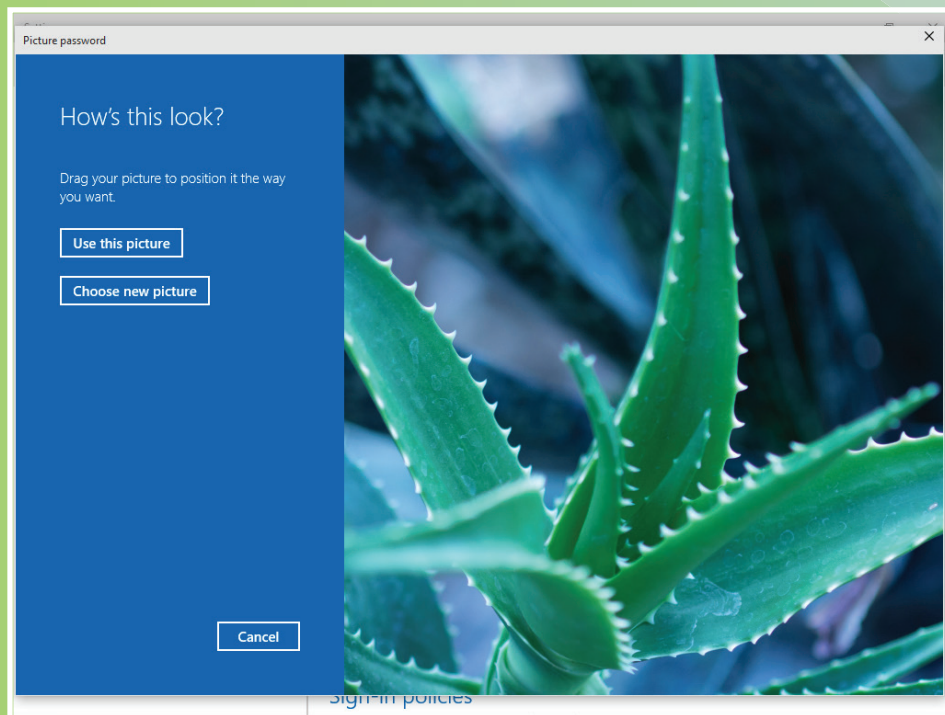 Picture password
How's this look?
Drag your picture to position it the way
you want.
Use this picture
Choose new picture
Cancel
Sign-in policies